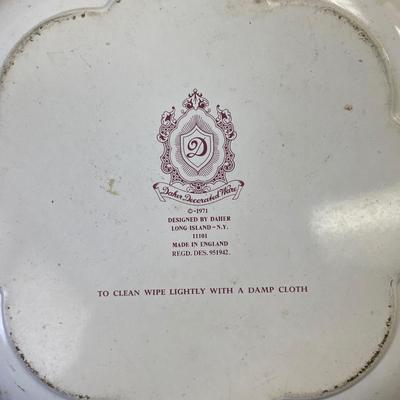 D
Daher Decorated Ware
©-1971
DESIGNED BY DAHER
LONG ISLAND-N.Y.
11101
MADE IN ENGLAND
REGD. DES. 951942.
TO CLEAN WIPE LIGHTLY WITH A DAMP CLOTH